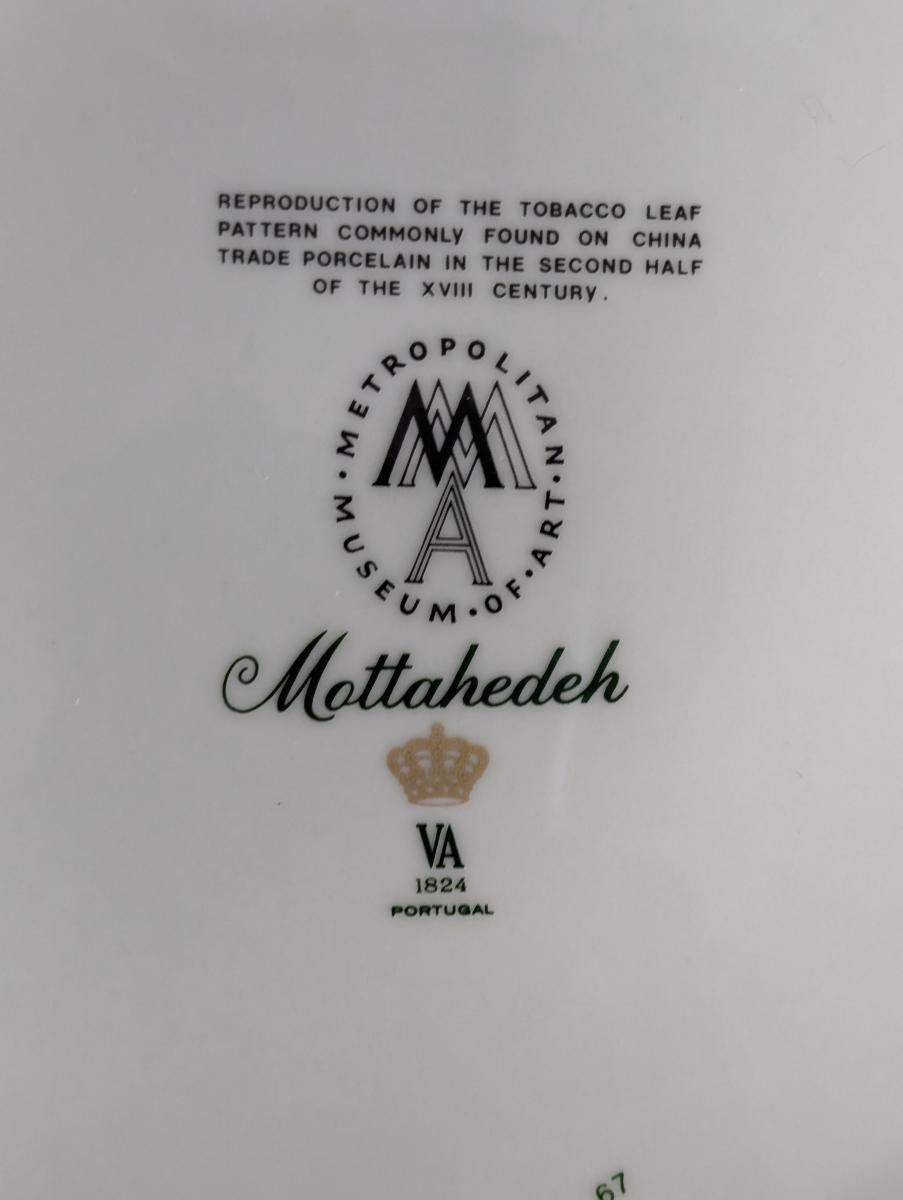 REPRODUCTION OF THE TOBACCO LEAF
PATTERN COMMONLY FOUND ON CHINA
TRADE PORCELAIN IN THE SECOND HALF
OF THE XVIII CENTURY.
METROPOLITAN · MUSEUM · OF · ART ·
MMA
Mottahedeh
VA
1824
PORTUGAL
67